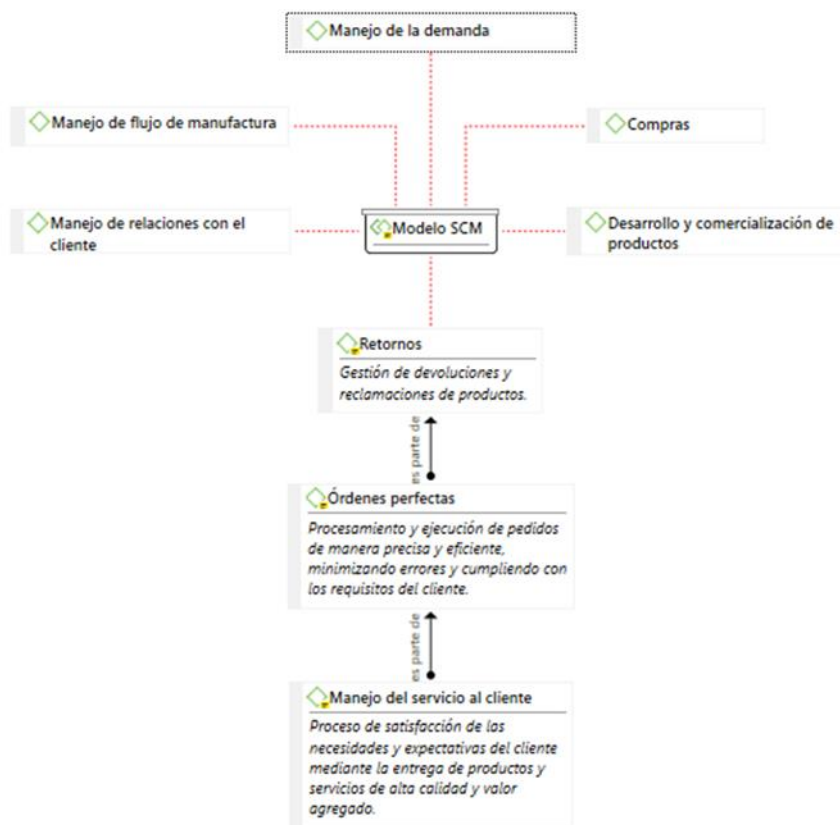 Manejo de la demanda
Manejo de flujo de manufactura
Compras
Manejo de relaciones con el
cliente
Modelo SCM
Desarrollo y comercialización de
productos
Retornos
Gestión de devoluciones y
reclamaciones de productos.
es parte de
Órdenes perfectas
Procesamiento y ejecución de pedidos
de manera precisa y eficiente,
minimizando errores y cumpliendo con
los requisitos del cliente.
es parte de
Manejo del servicio al cliente
Proceso de satisfacción de las
necesidades y expectativas del cliente
mediante la entrega de productos y
servicios de alta calidad y valor
agregado.